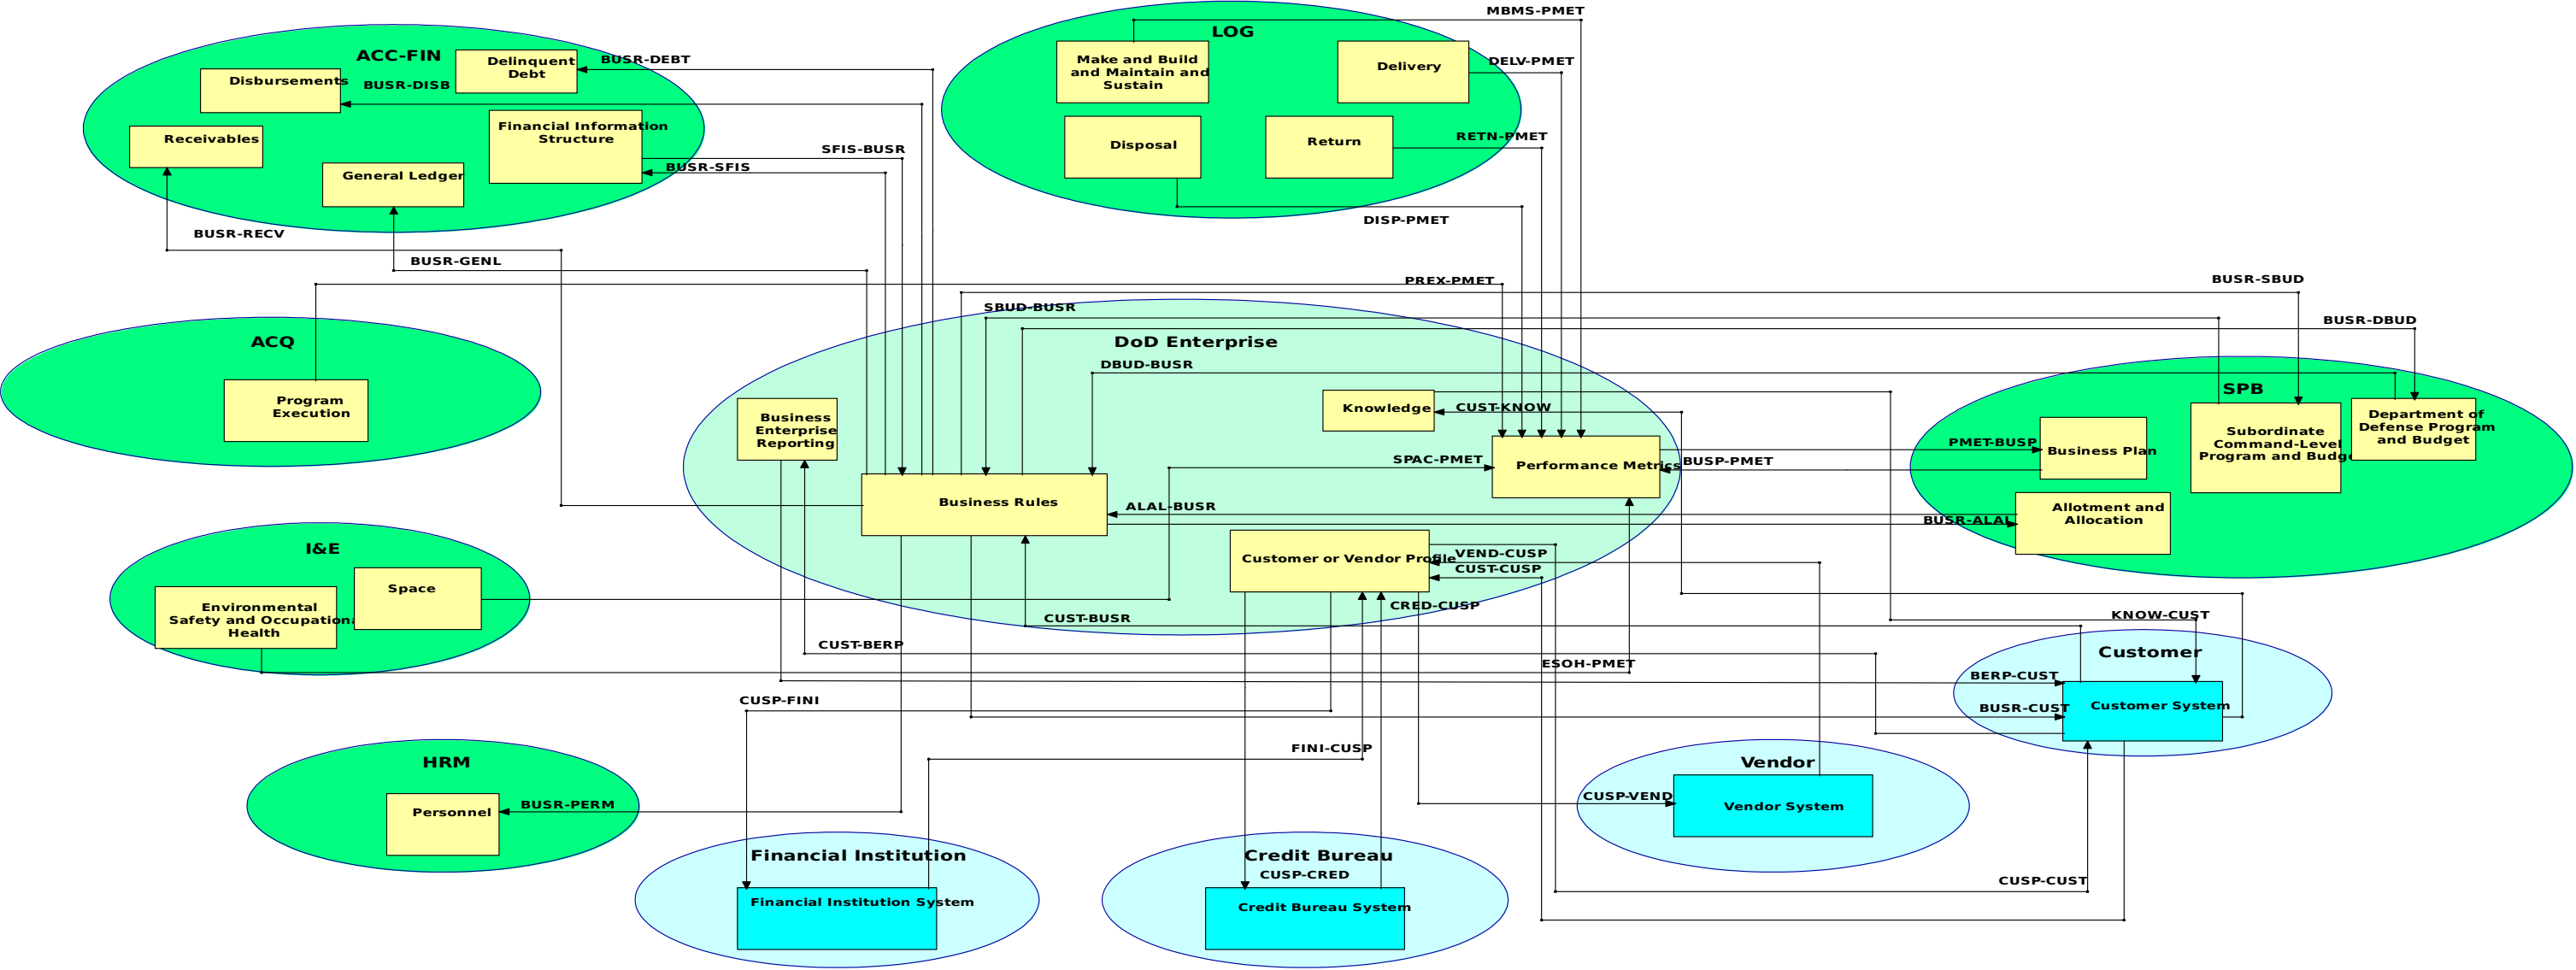 MBMS-PMET
LOG
ACC-FIN
Delinquent
Debt
BUSR-DEBT
Disbursements
BUSR-DISB
Make and Build
and Maintain and
Sustain
Delivery
DELV-PMET
Financial Information
Structure
Receivables
SFIS-BUSR
BUSR-SFIS
Disposal
Return
RETN-PMET
General Ledger
DISP-PMET
BUSR-RECV
BUSR-GENL
PREX-PMET
BUSR-SBUD
SBUD-BUSR
BUSR-DBUD
ACQ
DoD Enterprise
DBUD-BUSR
SPB
Program
Execution
Business
Enterprise
Reporting
Knowledge
CUST-KNOW
Department of
Defense Program
and Budget
Subordinate
Command-Level
Program and Budge
PMET-BUSP
Business Plan
SPAC-PMET
Performance Metrics
BUSP-PMET
Business Rules
ALAL-BUSR
BUSR-ALAL
Allotment and
Allocation
I&E
Customer or Vendor Profile
VEND-CUSP
CUST-CUSP
Space
Environmental
Safety and Occupationa
Health
CRED-CUSP
CUST-BUSR
KNOW-CUST
CUST-BERP
Customer
ESOH-PMET
BERP-CUST
CUSP-FINI
BUSR-CUST
Customer System
FINI-CUSP
HRM
Vendor
Personnel
BUSR-PERM
CUSP-VEND
Vendor System
Financial Institution
Credit Bureau
CUSP-CRED
CUSP-CUST
Financial Institution System
Credit Bureau System